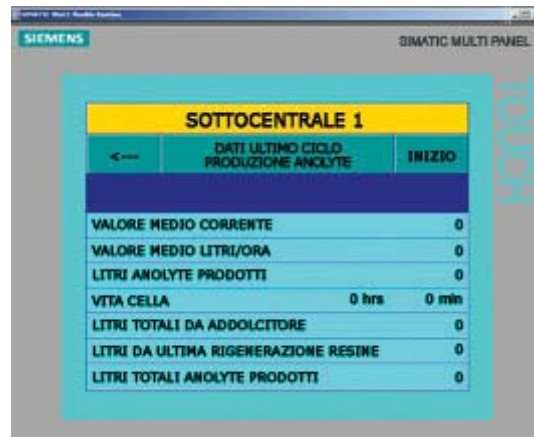 SIEMENS
SIMATIC MULTI PANEL
TOUCH
SOTTOCENTRALE 1
<--- DATI ULTIMO CICLO INIZIO
PRODUZIONE ANOLYTE
VALORE MEDIO CORRENTE 0
VALORE MEDIO LITRI/ORA 0
LITRI ANOLYTE PRODOTTI 0
VITA CELLA 0 hrs 0 min
LITRI TOTALI DA ADDOLCITORE 0
LITRI DA ULTIMA RIGENERAZIONE RESINE 0
LITRI TOTALI ANOLYTE PRODOTTI 0